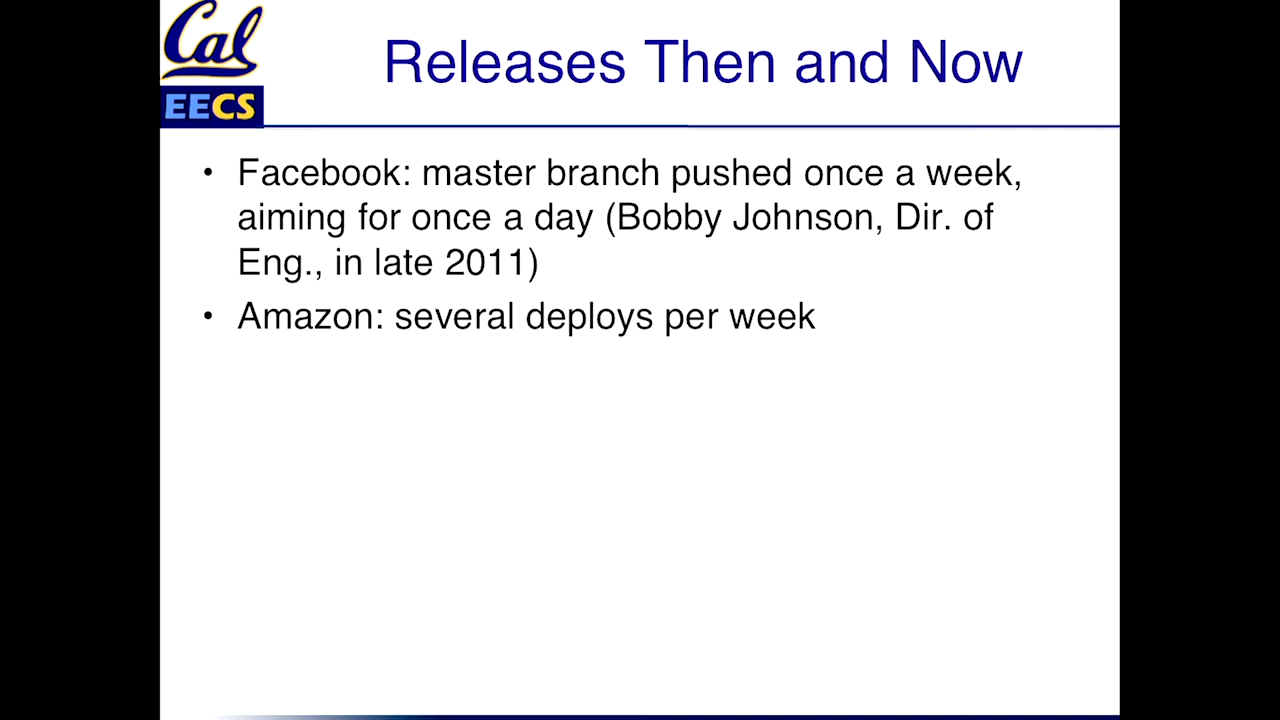 Cal
EECS
Releases Then and Now
• Facebook: master branch pushed once a week,
aiming for once a day (Bobby Johnson, Dir. of
Eng., in late 2011)
• Amazon: several deploys per week